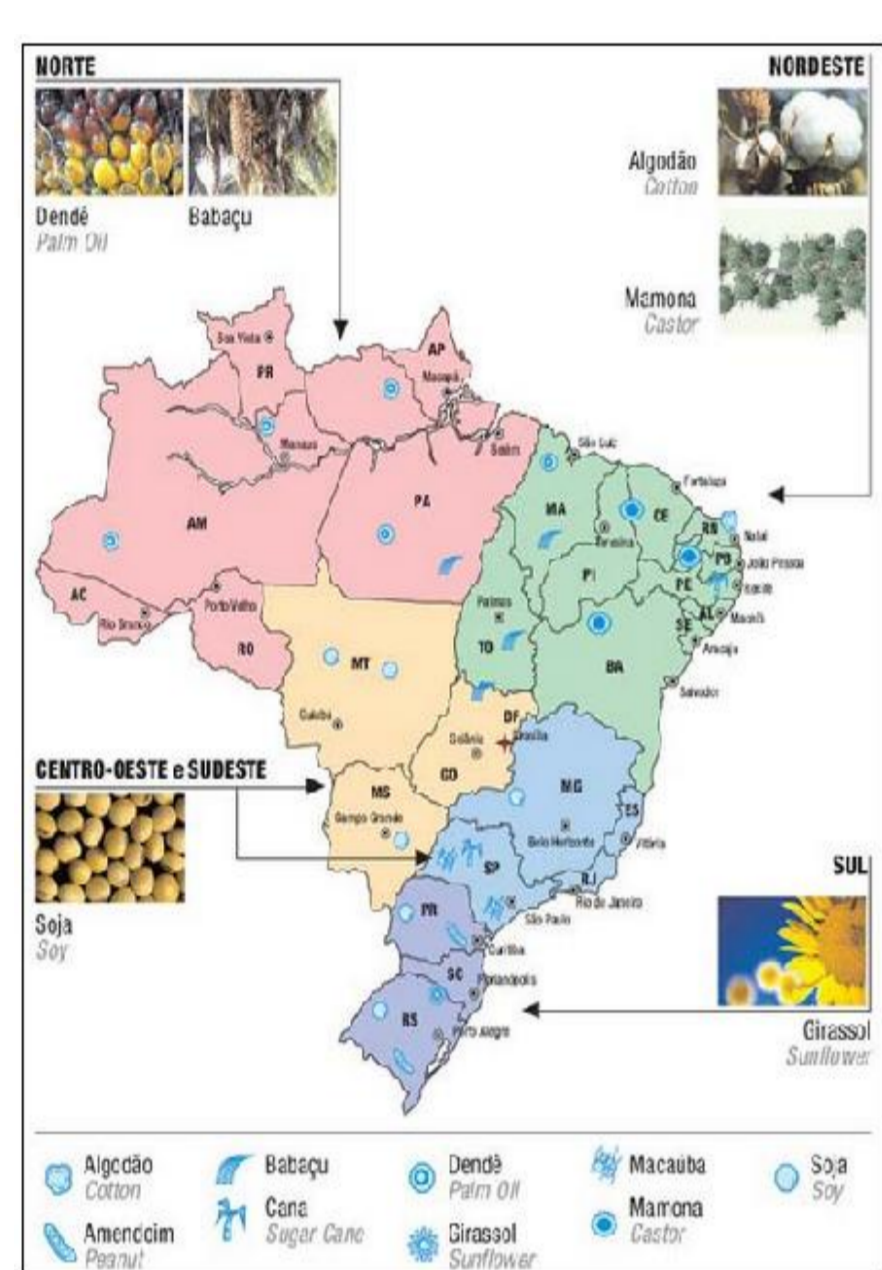 NORTE
Dendê
Palm Oil
Babaçu
NORDESTE
Algodão
Cotton
Mamona
Castor
Boa Vista
PR
AP
Macapá
Manaus
Belém
São Luiz
Fortaleza
AM
PA
MA
CE
RN
Natal
Teresina
PB
João Pessoa
PI
PE
Recife
AC
Porto Velho
Rio Branco
Palmas
AL
Maceió
SE
TO
Aracaju
RO
MT
BA
Salvador
Cuiabá
DF
Brasília
Goiânia
GO
CENTRO-OESTE e SUDESTE
Soja
Soy
MS
Campo Grande
MG
ES
Belo Horizonte
Vitória
SP
RJ
Rio de Janeiro
São Paulo
PR
Curitiba
SC
Florianópolis
RS
Porto Alegre
SUL
Girassol
Sunflower
Algodão
Cotton
Babaçu
Dendê
Palm Oil
Macaúba
Soja
Soy
Amendoim
Peanut
Cana
Sugar Cane
Girassol
Sunflower
Mamona
Castor